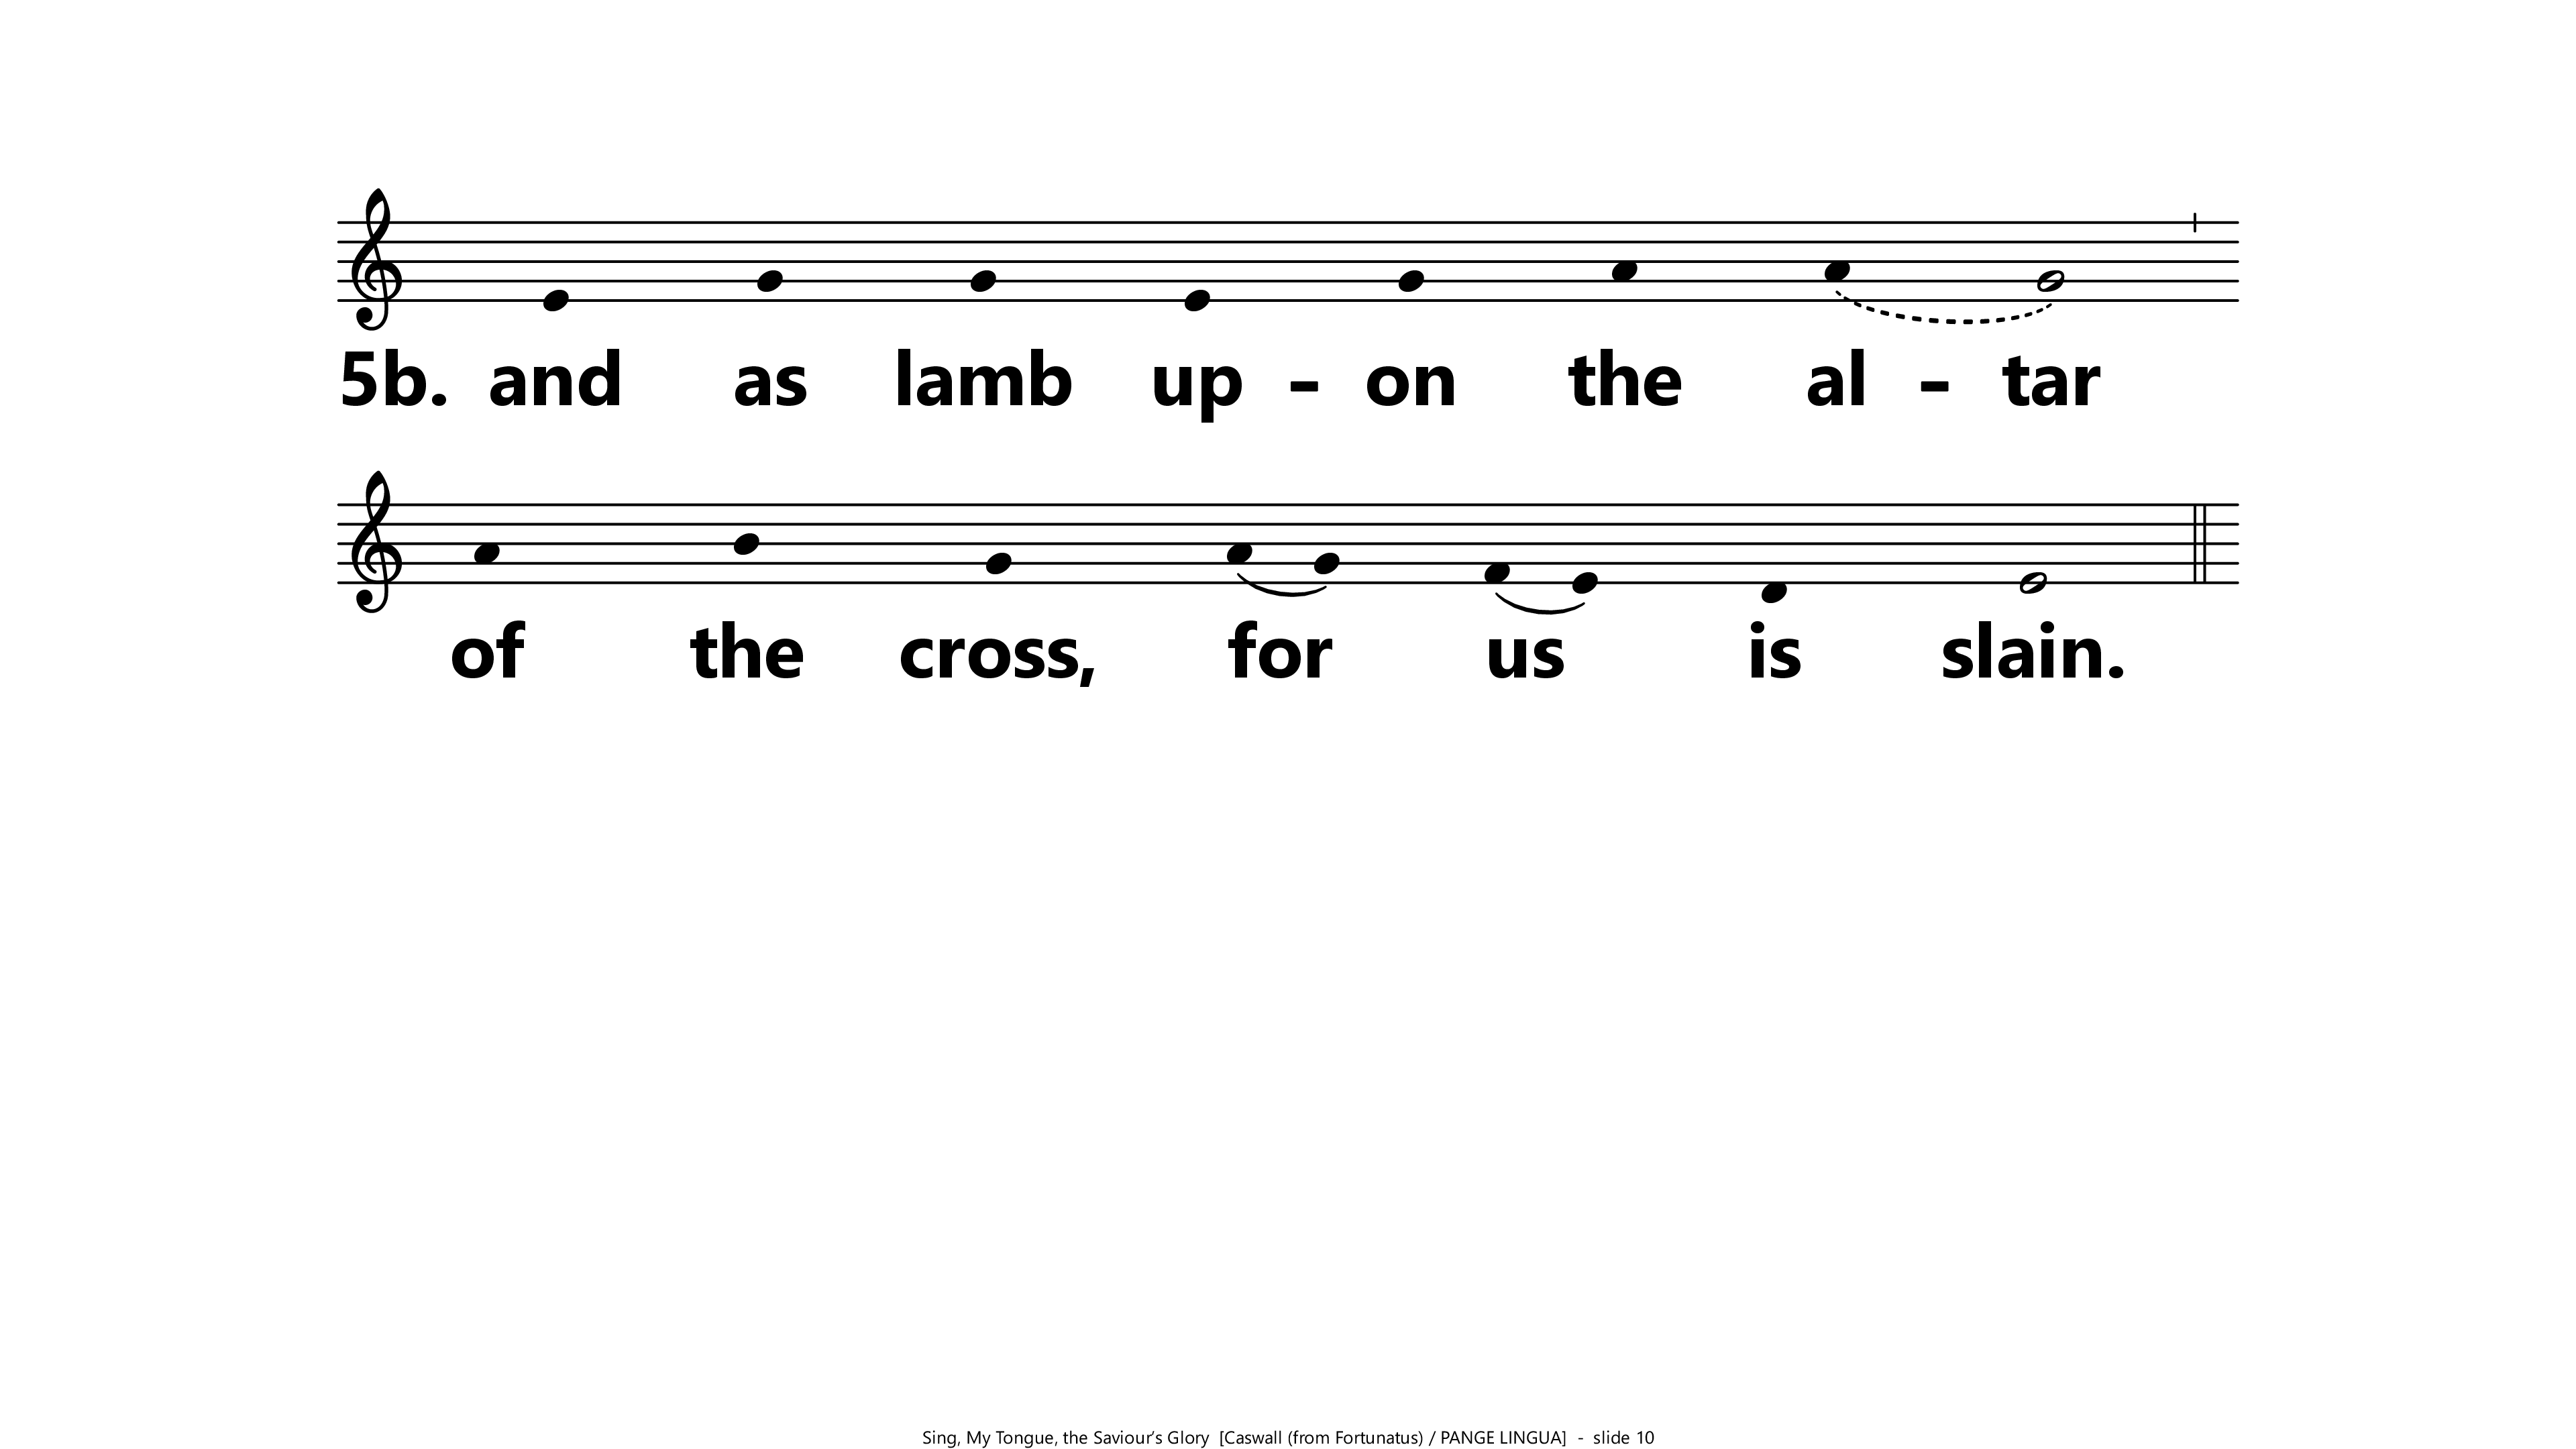 5b. and as lamb up - on the al - tar
of the cross, for us is slain.
Sing, My Tongue, the Saviour’s Glory [Caswall (from Fortunatus) / PANGE LINGUA] - slide 10